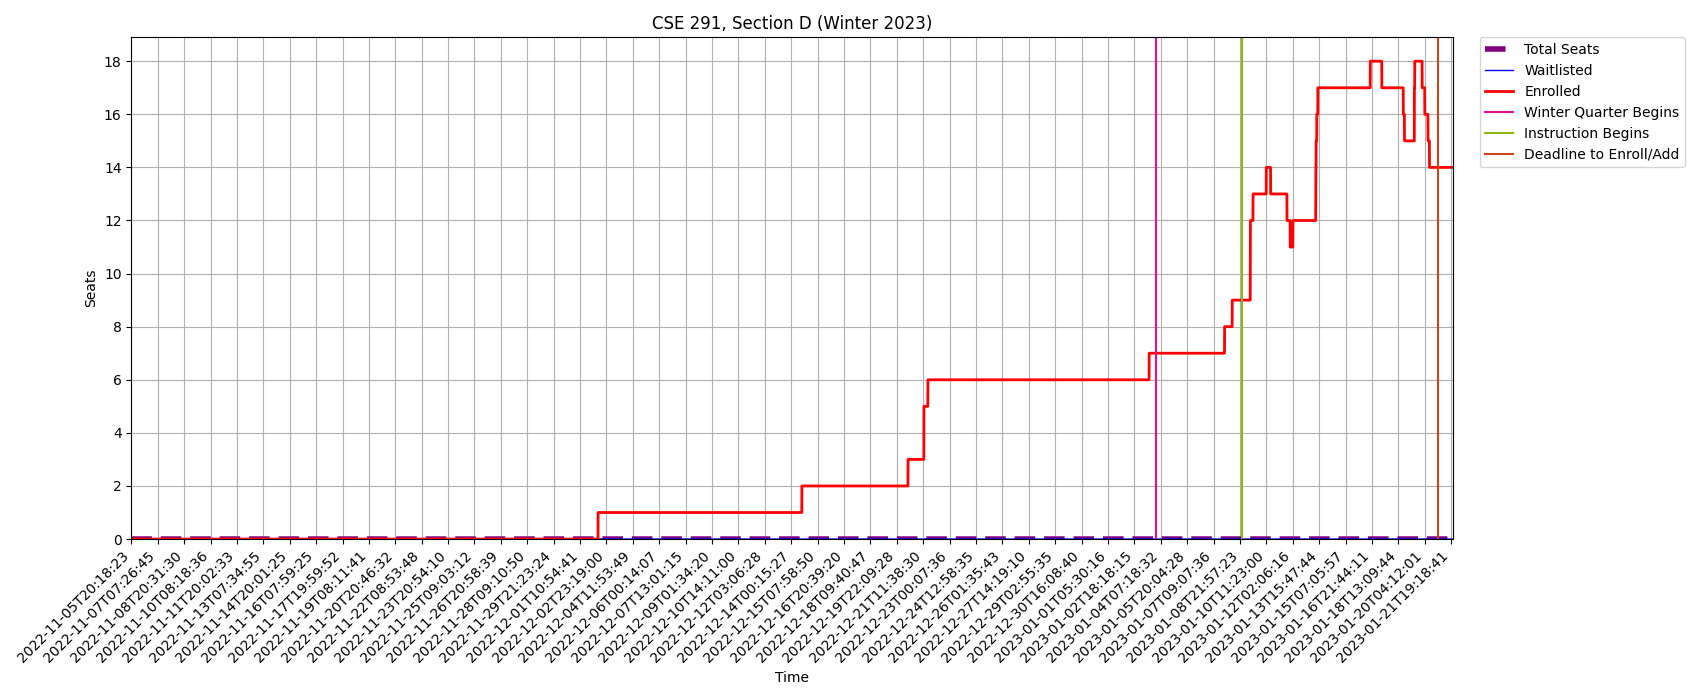 CSE 291, Section D (Winter 2023)
Total Seats
Waitlisted
Enrolled
Winter Quarter Begins
Instruction Begins
Deadline to Enroll/Add
Seats
18
16
14
12
10
8
6
4
2
0
2022-11-05T20:18:23
2022-11-07T07:26:45
2022-11-08T20:31:30
2022-11-10T08:18:36
2022-11-11T20:02:33
2022-11-13T07:34:55
2022-11-14T20:01:25
2022-11-16T07:59:25
2022-11-17T19:59:52
2022-11-19T08:11:41
2022-11-20T20:46:32
2022-11-22T08:53:48
2022-11-23T20:54:10
2022-11-25T09:03:12
2022-11-26T20:58:39
2022-11-28T09:10:50
2022-11-29T21:23:24
2022-12-01T10:54:41
2022-12-02T23:19:00
2022-12-04T11:53:49
2022-12-06T00:14:07
2022-12-07T13:01:15
2022-12-09T01:34:20
2022-12-10T14:11:00
2022-12-12T03:06:28
2022-12-14T00:15:27
2022-12-15T07:58:50
2022-12-16T20:39:20
2022-12-18T09:40:47
2022-12-19T22:09:28
2022-12-21T11:38:30
2022-12-23T00:07:36
2022-12-24T12:58:35
2022-12-26T01:35:43
2022-12-27T14:19:10
2022-12-29T02:55:35
2022-12-30T16:08:40
2023-01-01T05:30:16
2023-01-02T18:18:15
2023-01-04T07:18:32
2023-01-05T20:04:28
2023-01-07T09:07:36
2023-01-08T21:57:23
2023-01-10T11:23:00
2023-01-12T02:06:16
2023-01-13T15:47:44
2023-01-15T07:05:57
2023-01-16T21:44:11
2023-01-18T13:09:44
2023-01-20T04:12:01
2023-01-21T19:18:41
Time